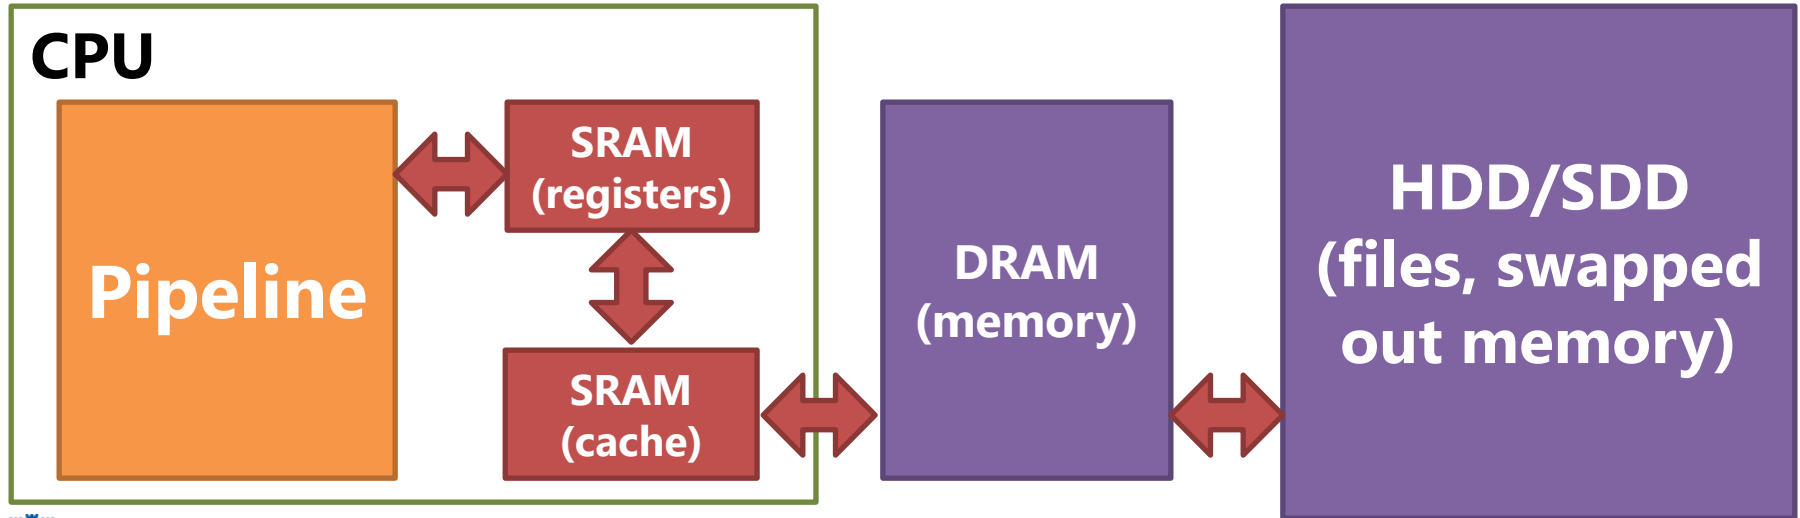 CPU
Pipeline
SRAM
(registers)
SRAM
(cache)
DRAM
(memory)
HDD/SDD
(files, swapped
out memory)